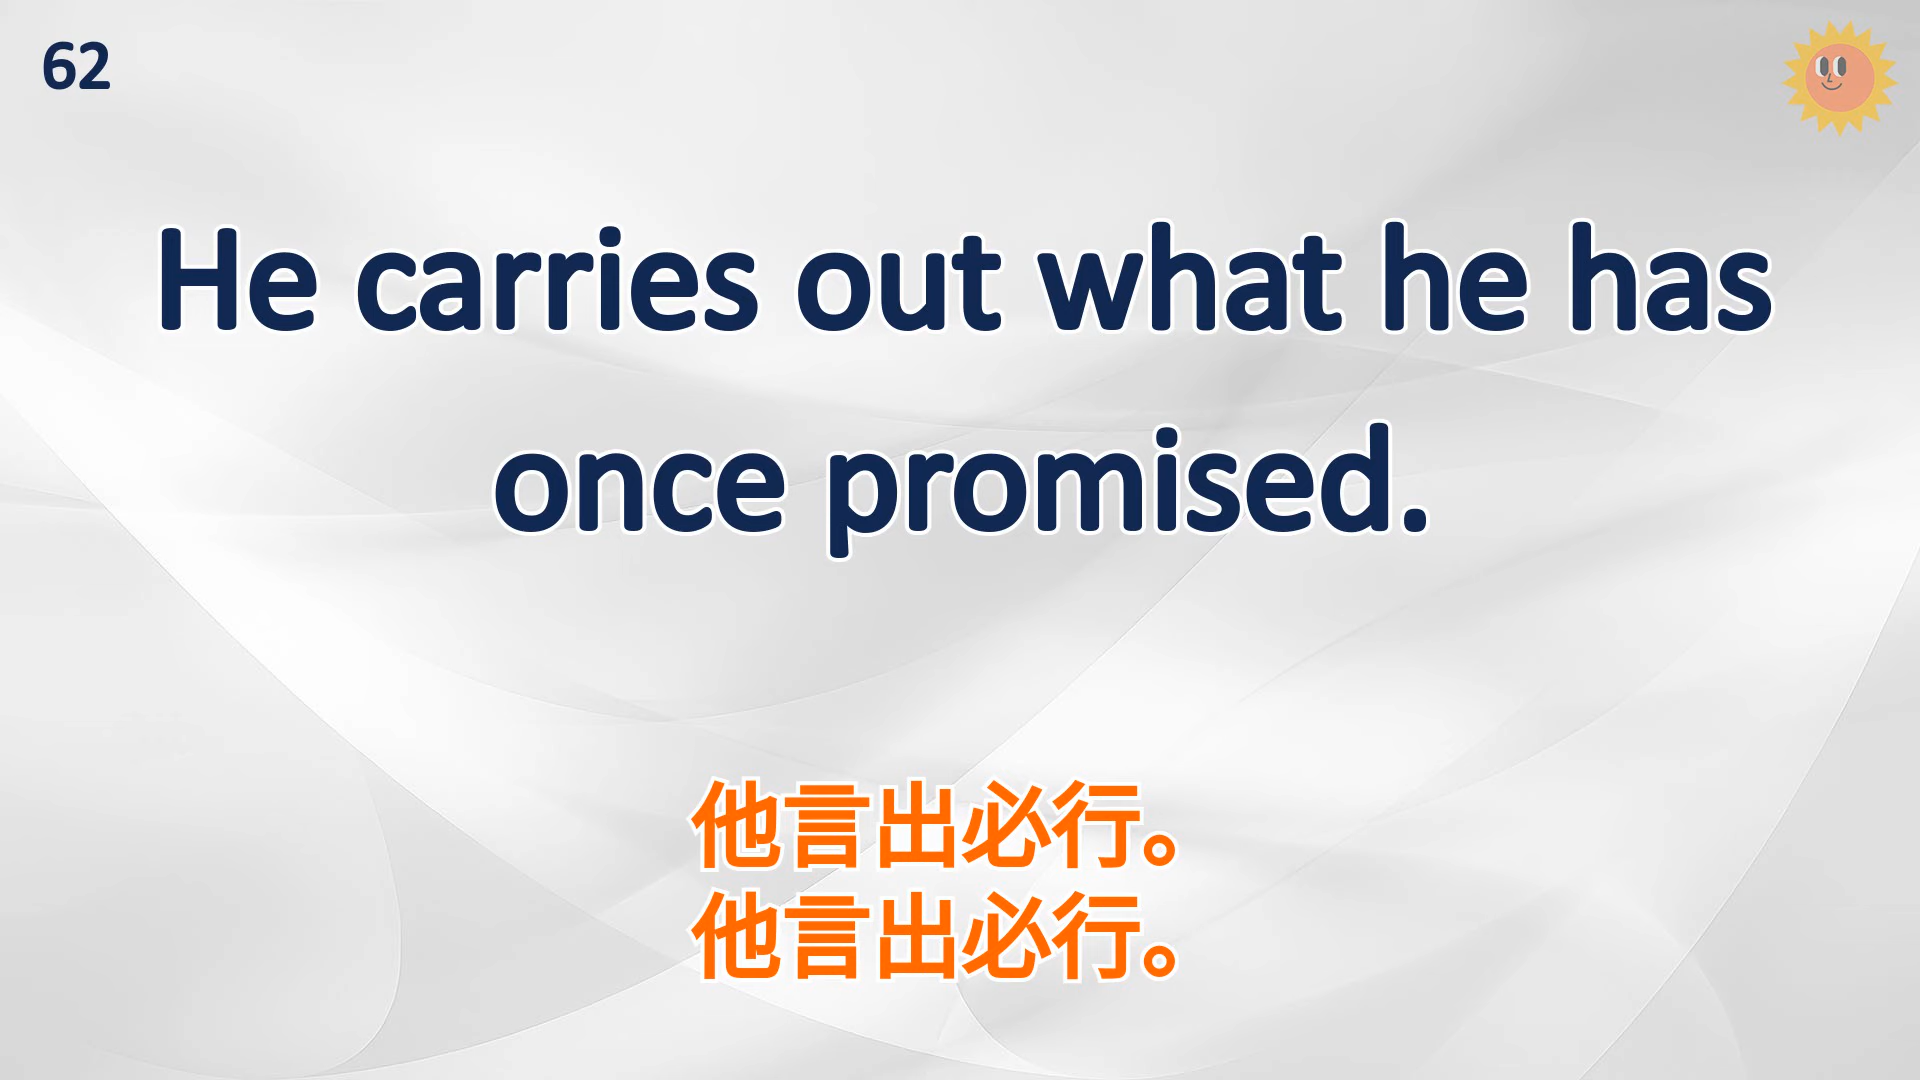 62
He carries out what he has
once promised.
他言出必行。
他言出必行。